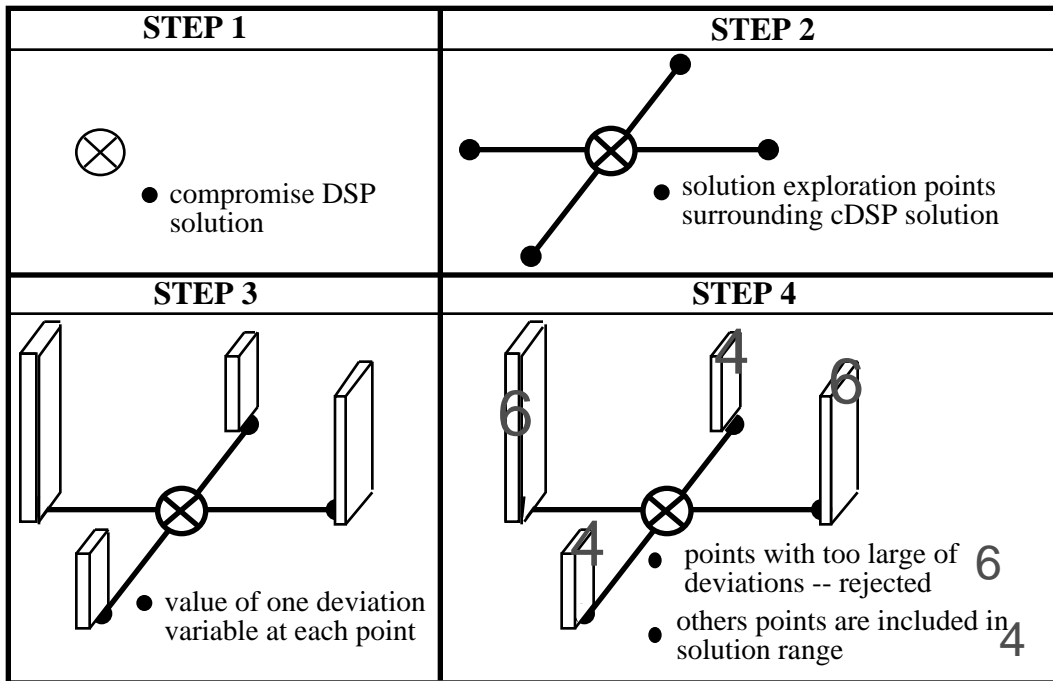 STEP 1
STEP 2
compromise DSP
solution
solution exploration points
surrounding cDSP solution
STEP 3
STEP 4
value of one deviation
variable at each point
6
4
6
4
points with too large of
deviations -- rejected 6
others points are included in
solution range 4